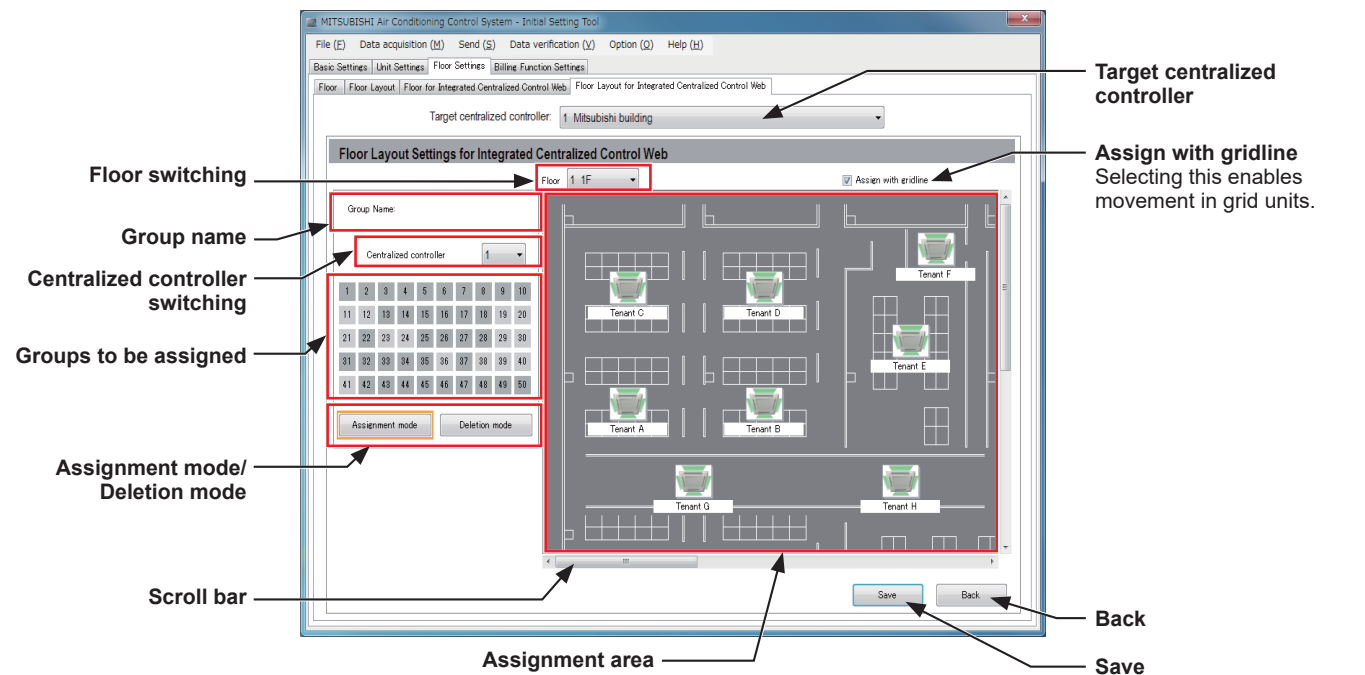 MITSUBISHI Air Conditioning Control System - Initial Setting Tool
File (F) Data acquisition (M) Send (S) Data verification (V) Option (O) Help (H)
Basic Settings Unit Settings Floor Settings Billing Function Settings
Floor Floor Layout Floor for Integrated Centralized Control Web Floor Layout for Integrated Centralized Control Web
Target centralized controller: 1 Mitsubishi building
Target centralized
controller
Floor Layout Settings for Integrated Centralized Control Web
Floor switching
Floor 1 1F
Assign with gridline
Assign with gridline
Selecting this enables
movement in grid units.
Group Name:
Group name
Centralized controller 1
Centralized controller
switching
1 2 3 4 5 6 7 8 9 10
11 12 13 14 15 16 17 18 19 20
21 22 23 24 25 26 27 28 29 30
31 32 33 34 35 36 37 38 39 40
41 42 43 44 45 46 47 48 49 50
Groups to be assigned
Tenant F
Tenant C
Tenant D
Tenant E
Assignment mode Deletion mode
Tenant A
Tenant B
Assignment mode/
Deletion mode
Tenant G
Tenant H
Scroll bar
Save
Back
Back
Assignment area
Save